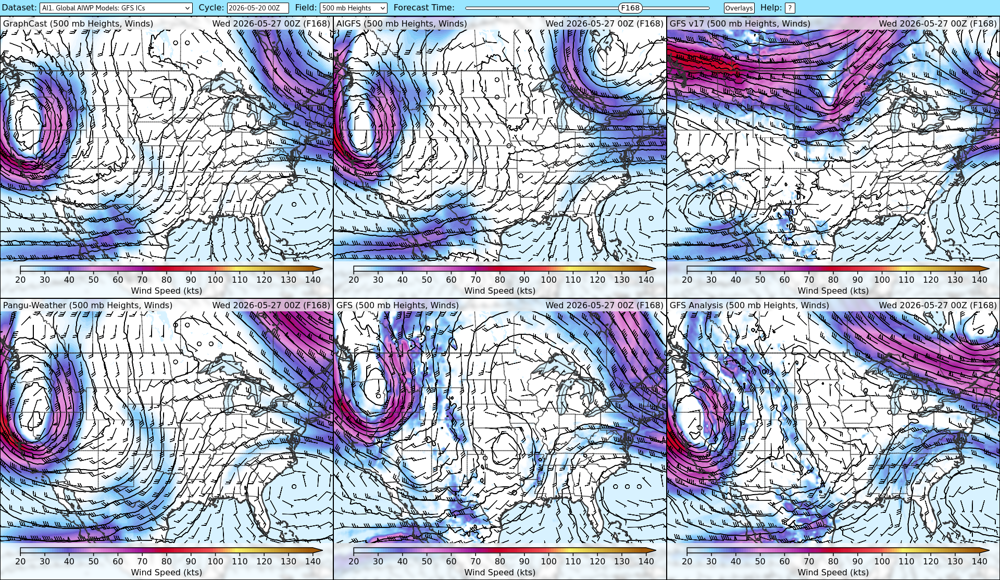 Dataset: AI1. Global AIWP Models: GFS ICs Cycle: 2026-05-20 00Z Field: 500 mb Heights Forecast Time: F168 Overlays Help: ?
GraphCast (500 mb Heights, Winds) Wed 2026-05-27 00Z (F168)
AIGFS (500 mb Heights, Winds) Wed 2026-05-27 00Z (F168)
GFS v17 (500 mb Heights, Winds) Wed 2026-05-27 00Z (F168)
20 30 40 50 60 70 80 90 100 110 120 130 140
Wind Speed (kts)
20 30 40 50 60 70 80 90 100 110 120 130 140
Wind Speed (kts)
20 30 40 50 60 70 80 90 100 110 120 130 140
Wind Speed (kts)
Pangu-Weather (500 mb Heights, Winds) Wed 2026-05-27 00Z (F168)
GFS (500 mb Heights, Winds) Wed 2026-05-27 00Z (F168)
GFS Analysis (500 mb Heights, Winds) Wed 2026-05-27 00Z (F168)
20 30 40 50 60 70 80 90 100 110 120 130 140
Wind Speed (kts)
20 30 40 50 60 70 80 90 100 110 120 130 140
Wind Speed (kts)
20 30 40 50 60 70 80 90 100 110 120 130 140
Wind Speed (kts)